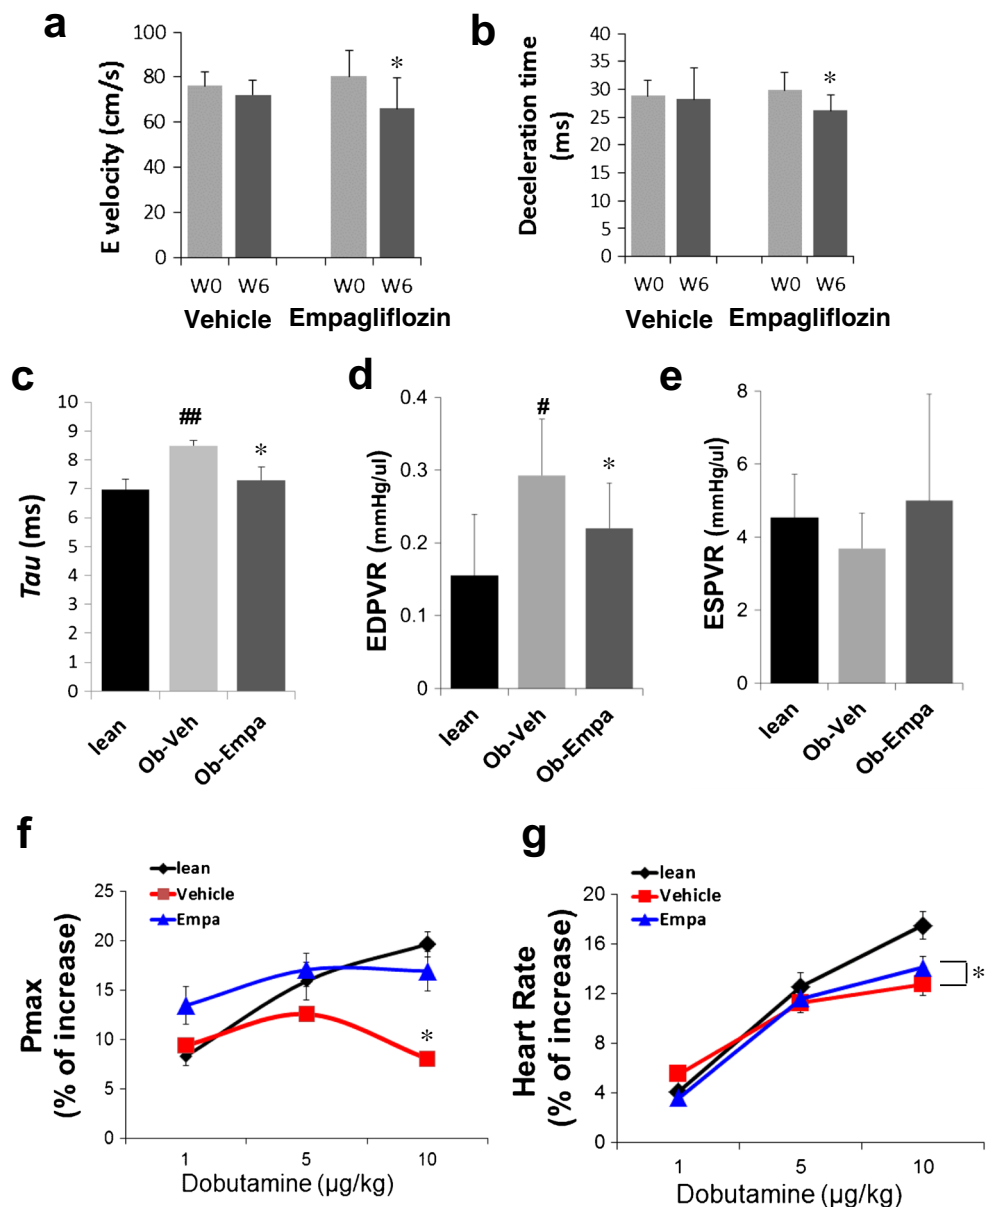 a
E velocity (cm/s)
100
80
60
40
20
0
*
W0 W6 W0 W6
Vehicle Empagliflozin
b
Deceleration time
(ms)
40
35
30
25
20
15
10
5
0
*
W0 W6 W0 W6
Vehicle Empagliflozin
c
Tau (ms)
10
9
8
7
6
5
4
3
2
1
0
##
*
lean
Ob-Veh
Ob-Empa
d
EDPVR (mmHg/ul)
0.4
0.3
0.2
0.1
0
#
*
lean
Ob-Veh
Ob-Empa
e
ESPVR (mmHg/ul)
8
6
4
2
0
lean
Ob-Veh
Ob-Empa
f
lean
Vehicle
Empa
Pmax
(% of increase)
25
20
15
10
5
0
*
1 5 10
Dobutamine (µg/kg)
g
lean
Vehicle
Empa
Heart Rate
(% of increase)
20
16
12
8
4
0
*
1 5 10
Dobutamine (µg/kg)